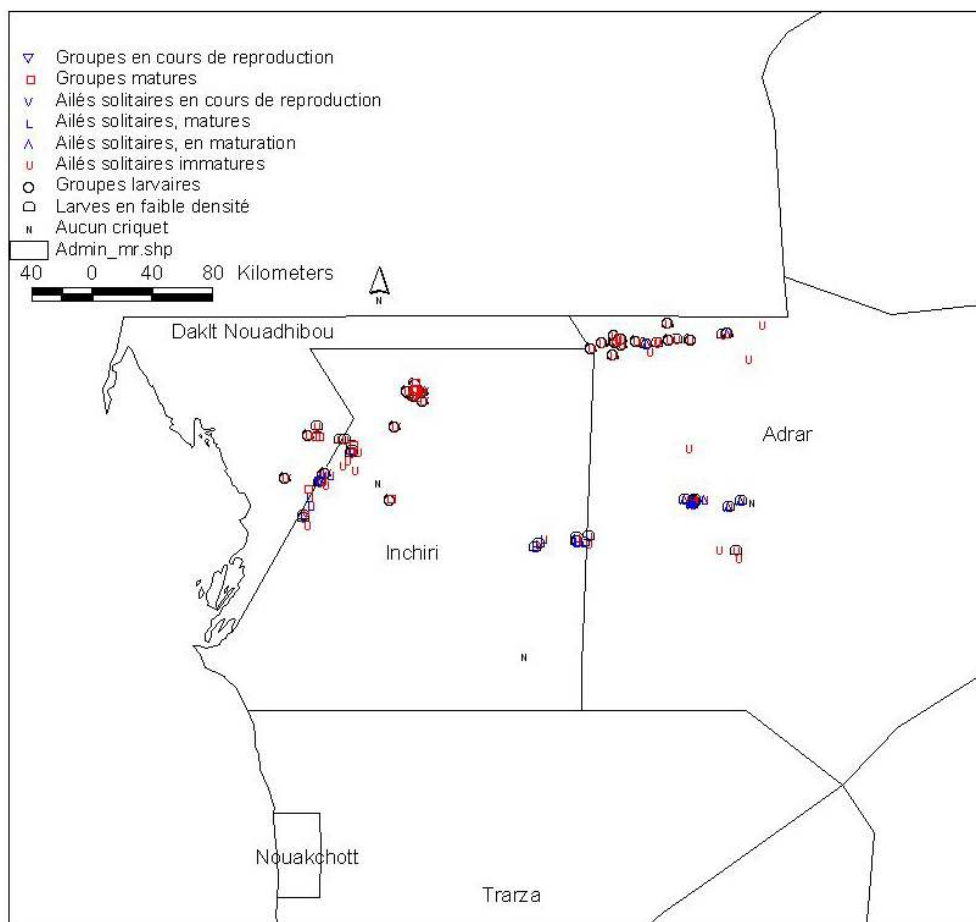 Groupes en cours de reproduction
Groupes matures
Ailés solitaires en cours de reproduction
Ailés solitaires, matures
Ailés solitaires, en maturation
U Ailés solitaires immatures
Groupes larvaires
Larves en faible densité
N Aucun criquet
Admin_mr.shp
40 0 40 80 Kilometers
N
Daklt Nouadhibou
Adrar
Inchiri
Nouakchott
Trarza